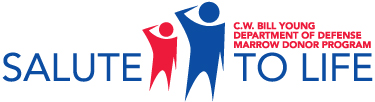 C.W. BILL YOUNG
DEPARTMENT OF DEFENSE
MARROW DONOR PROGRAM
SALUTE TO LIFE